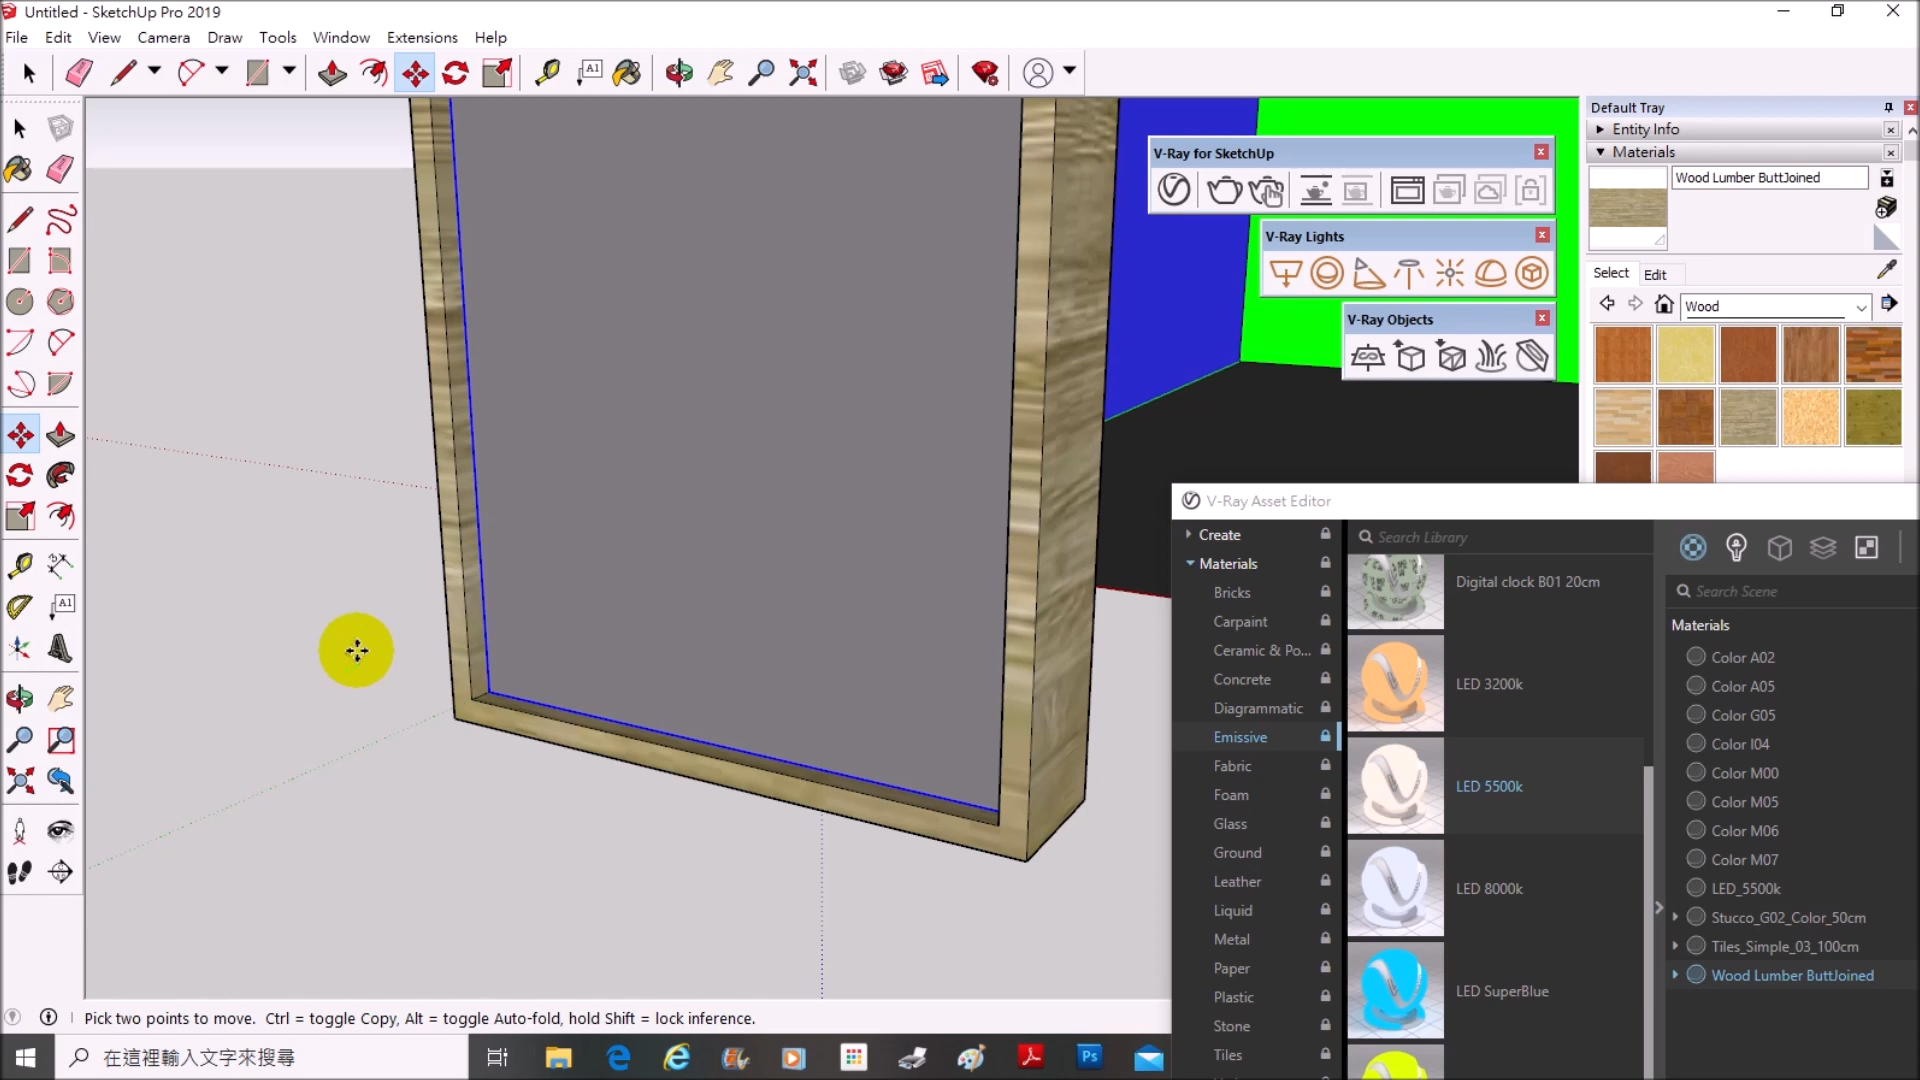 Untitled - SketchUp Pro 2019
File Edit View Camera Draw Tools Window Extensions Help
A1
Default Tray
Entity Info
Materials
Wood Lumber ButtJoined
Select Edit
Wood
V-Ray for SketchUp
V-Ray Lights
V-Ray Objects
A1
V-Ray Asset Editor
Create
Materials
Bricks
Carpaint
Ceramic & Po...
Concrete
Diagrammatic
Emissive
Fabric
Foam
Glass
Ground
Leather
Liquid
Metal
Paper
Plastic
Stone
Tiles
Search Library
Digital clock B01 20cm
LED 3200k
LED 5500k
LED 8000k
LED SuperBlue
Search Scene
Materials
Color A02
Color A05
Color G05
Color I04
Color M00
Color M05
Color M06
Color M07
LED_5500k
Stucco_G02_Color_50cm
Tiles_Simple_03_100cm
Wood Lumber ButtJoined
Pick two points to move. Ctrl = toggle Copy, Alt = toggle Auto-fold, hold Shift = lock inference.
在這裡輸入文字來搜尋
Ps